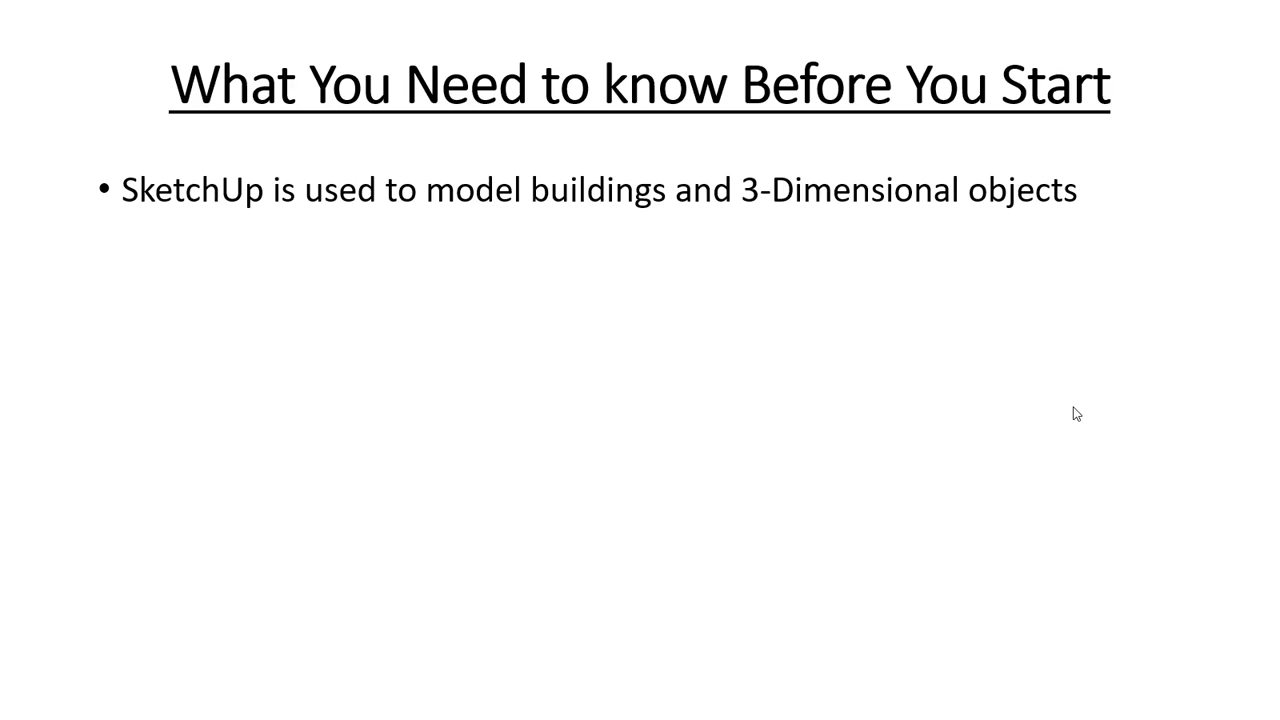 What You Need to know Before You Start
• SketchUp is used to model buildings and 3-Dimensional objects